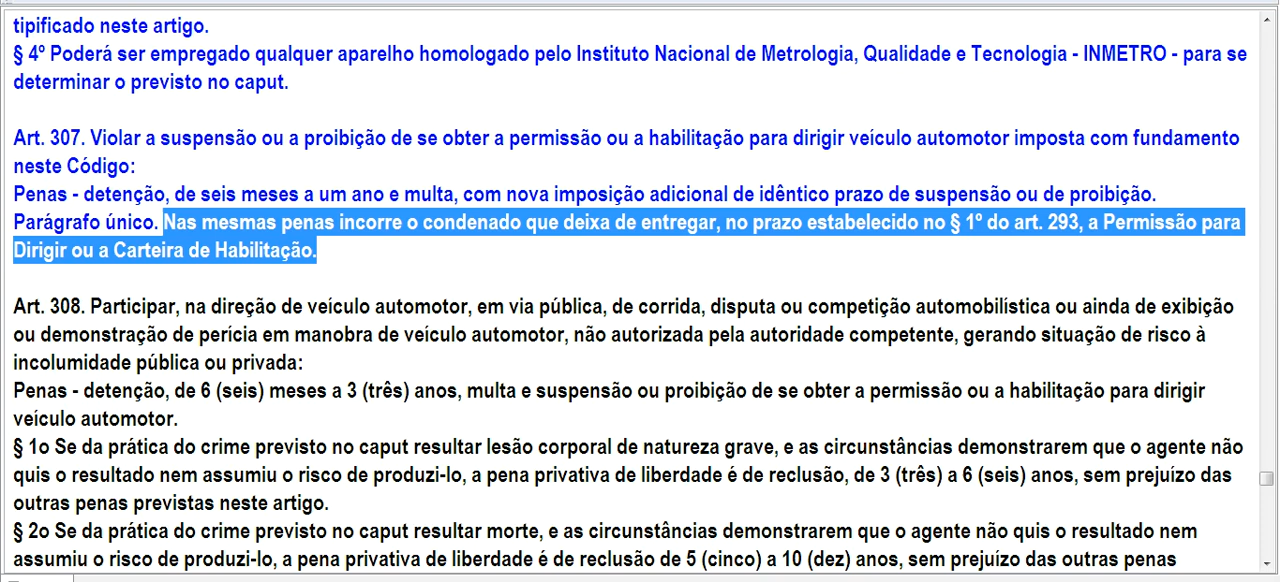 tipificado neste artigo.
§ 4º Poderá ser empregado qualquer aparelho homologado pelo Instituto Nacional de Metrologia, Qualidade e Tecnologia - INMETRO - para se
determinar o previsto no caput.
Art. 307. Violar a suspensão ou a proibição de se obter a permissão ou a habilitação para dirigir veículo automotor imposta com fundamento
neste Código:
Penas - detenção, de seis meses a um ano e multa, com nova imposição adicional de idêntico prazo de suspensão ou de proibição.
Parágrafo único. Nas mesmas penas incorre o condenado que deixa de entregar, no prazo estabelecido no § 1º do art. 293, a Permissão para
Dirigir ou a Carteira de Habilitação.
Art. 308. Participar, na direção de veículo automotor, em via pública, de corrida, disputa ou competição automobilística ou ainda de exibição
ou demonstração de perícia em manobra de veículo automotor, não autorizada pela autoridade competente, gerando situação de risco à
incolumidade pública ou privada:
Penas - detenção, de 6 (seis) meses a 3 (três) anos, multa e suspensão ou proibição de se obter a permissão ou a habilitação para dirigir
veículo automotor.
§ 1o Se da prática do crime previsto no caput resultar lesão corporal de natureza grave, e as circunstâncias demonstrarem que o agente não
quis o resultado nem assumiu o risco de produzi-lo, a pena privativa de liberdade é de reclusão, de 3 (três) a 6 (seis) anos, sem prejuízo das
outras penas previstas neste artigo.
§ 2o Se da prática do crime previsto no caput resultar morte, e as circunstâncias demonstrarem que o agente não quis o resultado nem
assumiu o risco de produzi-lo, a pena privativa de liberdade é de reclusão de 5 (cinco) a 10 (dez) anos, sem prejuízo das outras penas